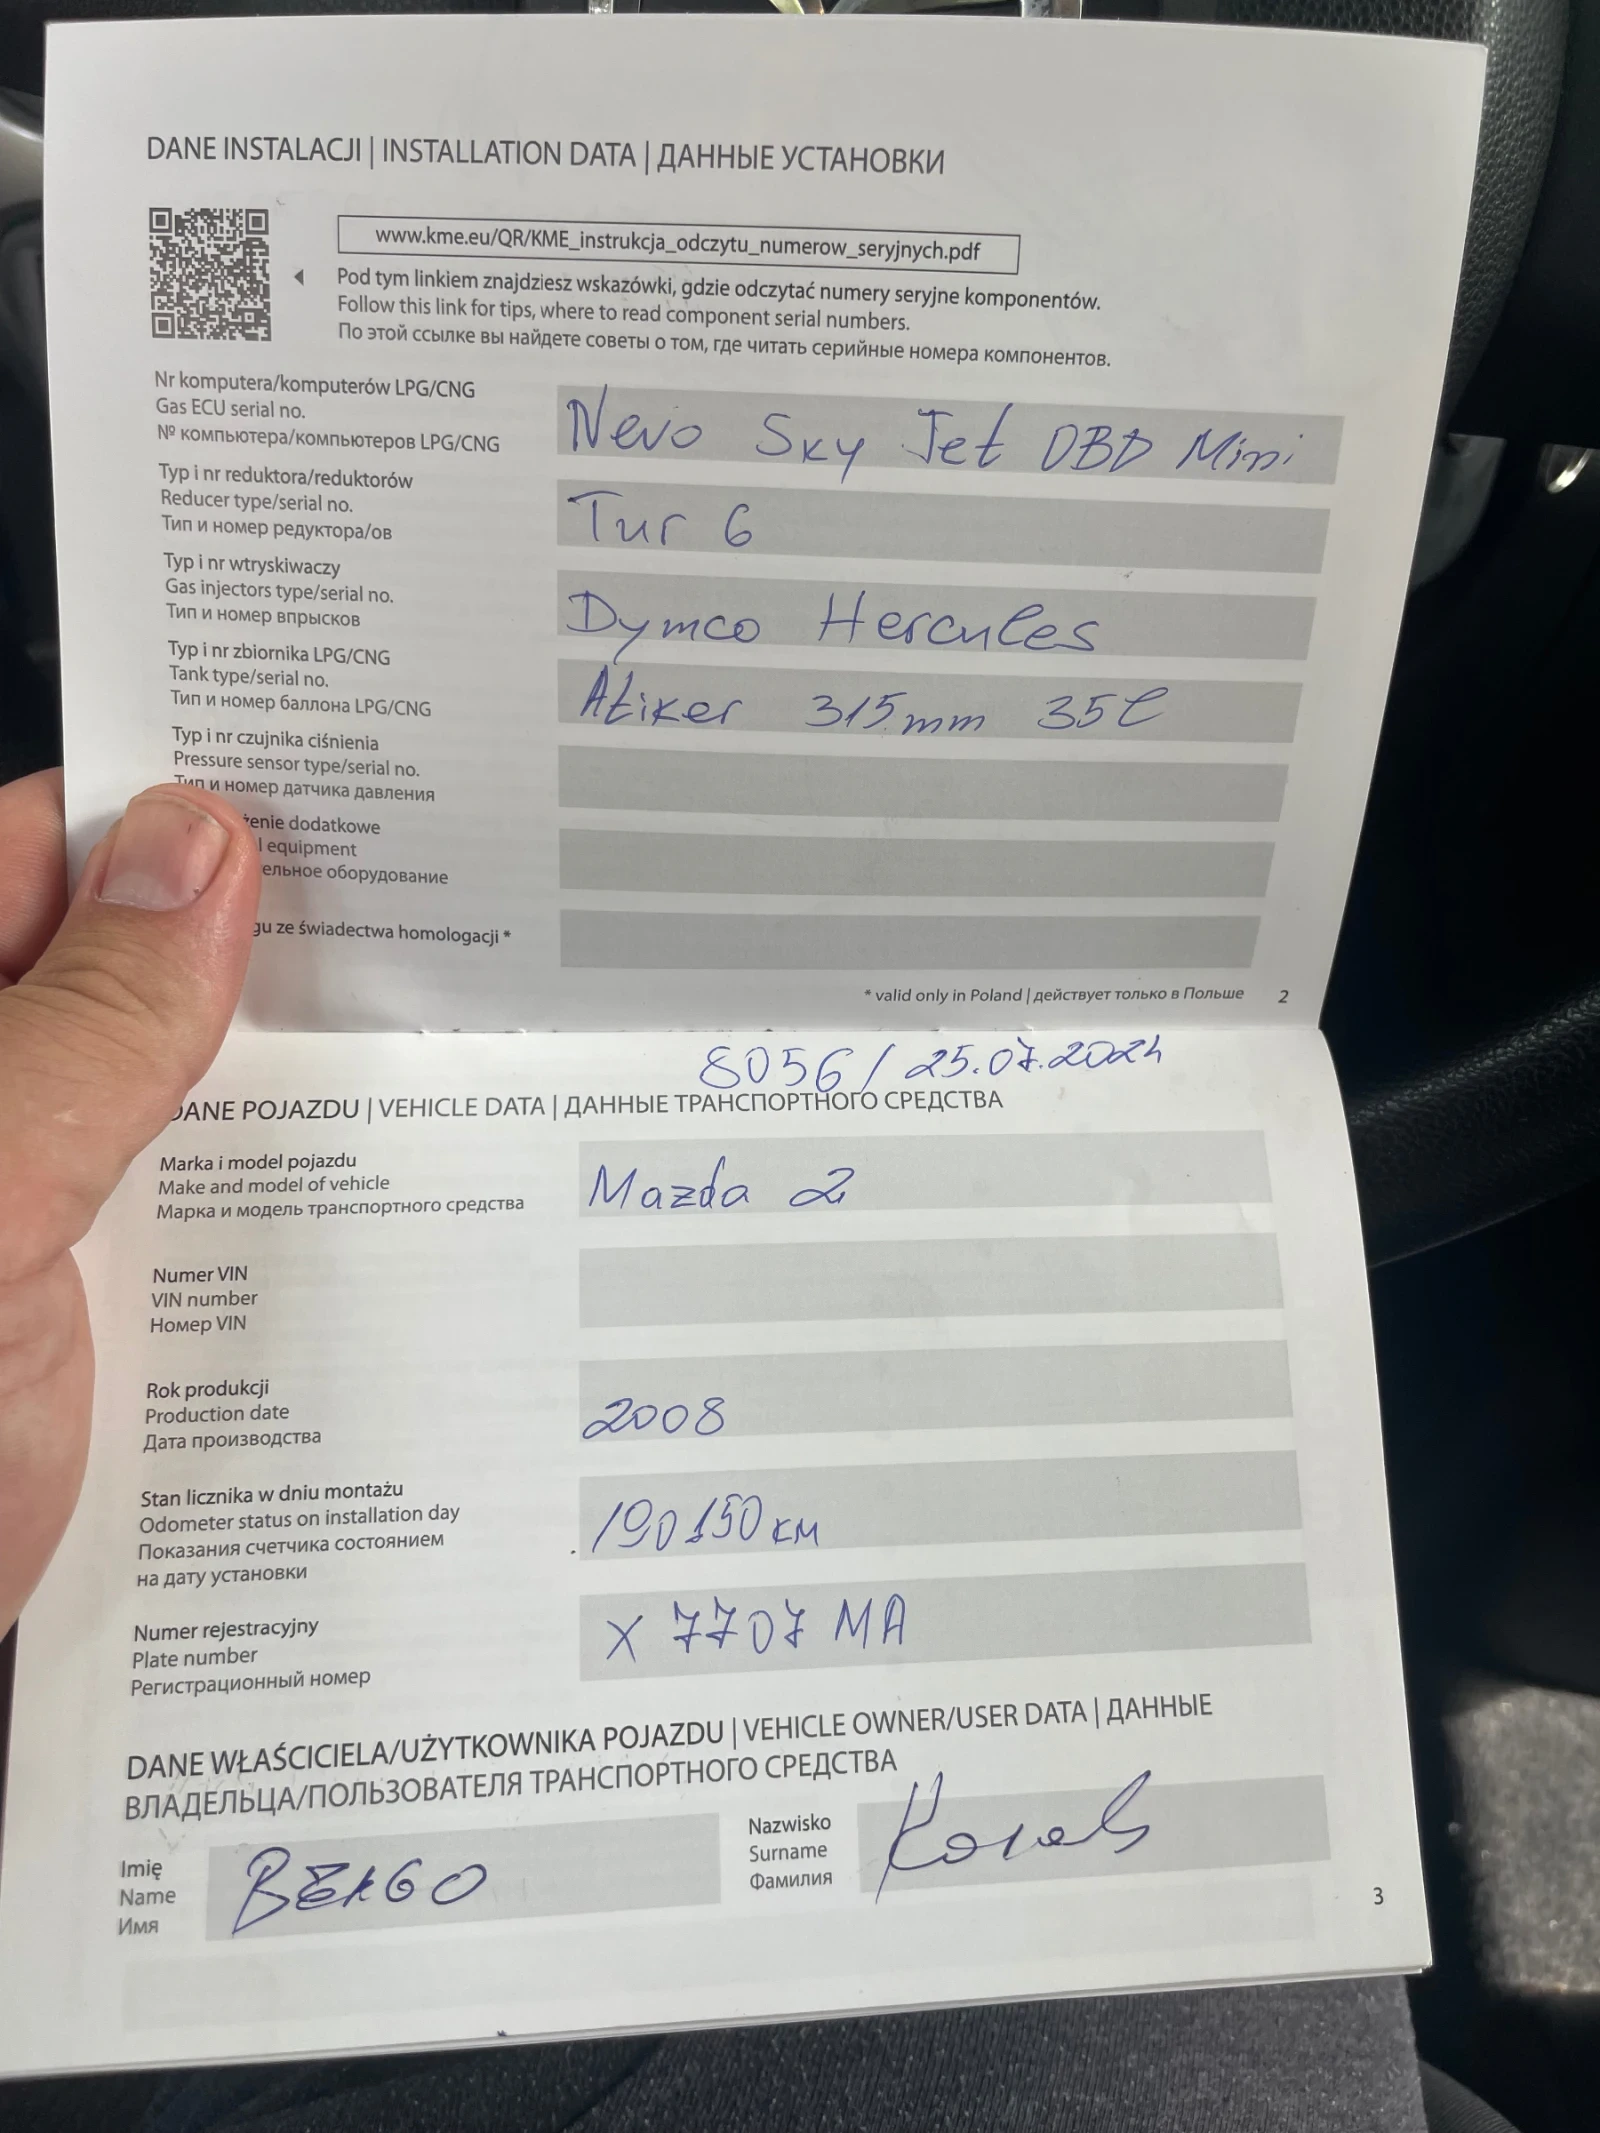 DANE INSTALACJI | INSTALLATION DATA | ДАННЫЕ УСТАНОВКИ
www.kme.eu/QR/KME_instrukcja_odczytu_numerow_seryjnych.pdf
Pod tym linkiem znajdziesz wskazówki, gdzie odczytać numery seryjne komponentów.
Follow this link for tips, where to read component serial numbers.
По этой ссылке вы найдете советы о том, где читать серийные номера компонентов.
Nr komputera/komputerów LPG/CNG
Gas ECU serial no.
№ компьютера/компьютеров LPG/CNG
Nevo Sky Jet OBD Mini
Typ i nr reduktora/reduktorów
Reducer type/serial no.
Тип и номер редуктора/ов
Tur 6
Typ i nr wtryskiwaczy
Gas injectors type/serial no.
Тип и номер впрысков
Dymco Hercules
Typ i nr zbiornika LPG/CNG
Tank type/serial no.
Тип и номер баллона LPG/CNG
Atiker 315mm 35l
Typ i nr czujnika ciśnienia
Pressure sensor type/serial no.
Тип и номер датчика давления
dodatkowe
equipment
оборудование
ze świadectwa homologacji *
* valid only in Poland | действует только в Польше 2
8056 / 25.07.2024
DANE POJAZDU | VEHICLE DATA | ДАННЫЕ ТРАНСПОРТНОГО СРЕДСТВА
Marka i model pojazdu
Make and model of vehicle
Марка и модель транспортного средства
Mazda 2
Numer VIN
VIN number
Номер VIN
Rok produkcji
Production date
Дата производства
2008
Stan licznika w dniu montażu
Odometer status on installation day
Показания счетчика состоянием
на дату установки
190150 км
Numer rejestracyjny
Plate number
Регистрационный номер
X 7707 MA
DANE WŁAŚCICIELA/UŻYTKOWNIKA POJAZDU | VEHICLE OWNER/USER DATA | ДАННЫЕ
ВЛАДЕЛЬЦА/ПОЛЬЗОВАТЕЛЯ ТРАНСПОРТНОГО СРЕДСТВА
Imię
Name
Имя
Nazwisko
Surname
Фамилия
3